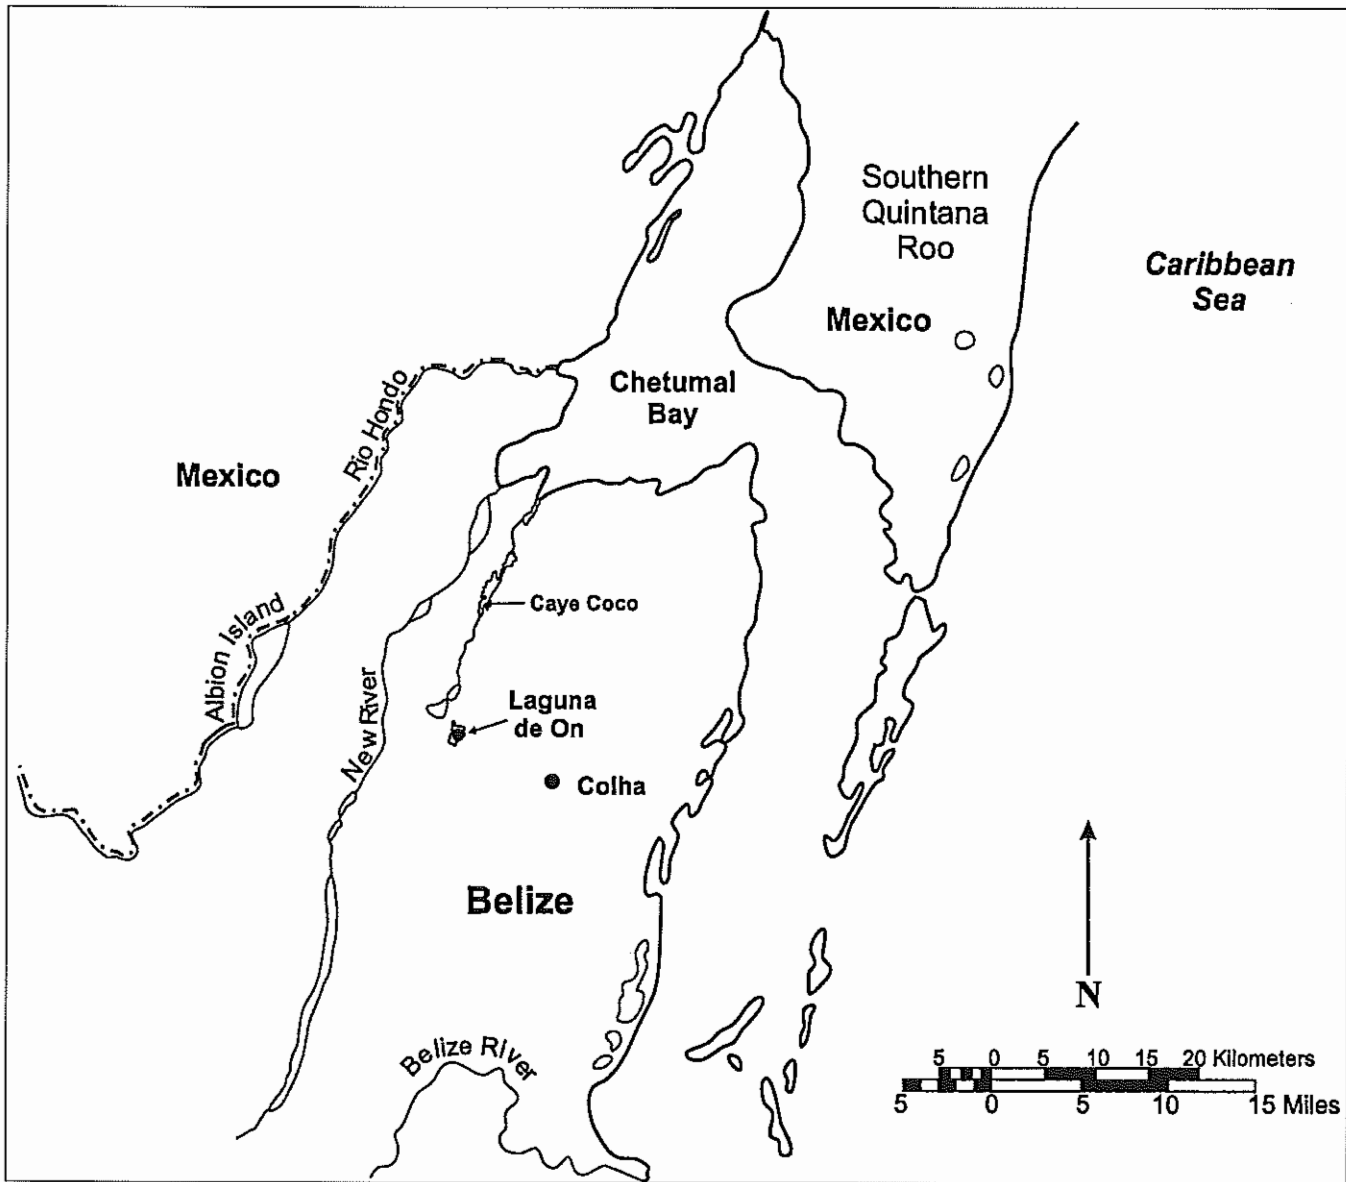 Southern
Quintana
Roo
Caribbean
Sea
Mexico
Chetumal
Bay
Rio Hondo
Mexico
Albion Island
Caye Coco
New River
Laguna
de On
Colha
Belize
N
Belize River
5 0 5 10 15 20 Kilometers
5 0 5 10 15 Miles